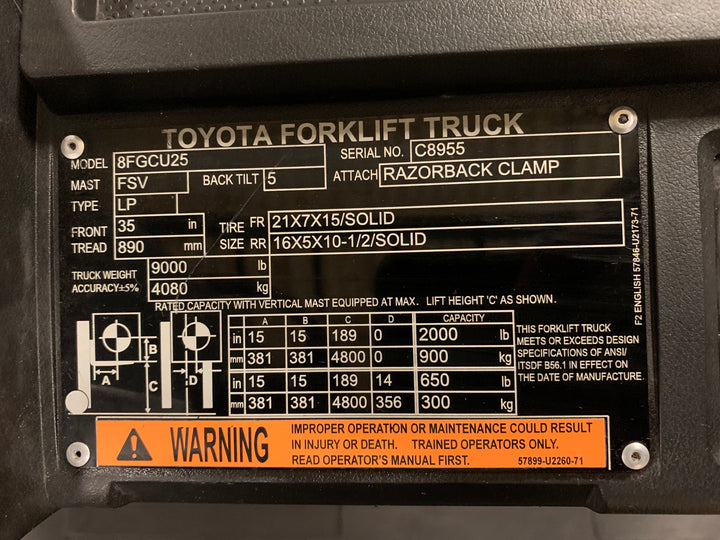 TOYOTA FORKLIFT TRUCK
MODEL 8FGCU25 SERIAL NO. C8955
MAST FSV BACK TILT 5 ATTACH RAZORBACK CLAMP
TYPE LP
FRONT TREAD 35 in 890 mm
TIRE SIZE FR 21X7X15/SOLID
RR 16X5X10-1/2/SOLID
TRUCK WEIGHT ACCURACY±5% 9000 lb 4080 kg
RATED CAPACITY WITH VERTICAL MAST EQUIPPED AT MAX. LIFT HEIGHT 'C' AS SHOWN.
A B C D
A B C D CAPACITY
in 15 15 189 0 2000 lb
mm 381 381 4800 0 900 kg
in 15 15 189 14 650 lb
mm 381 381 4800 356 300 kg
THIS FORKLIFT TRUCK
MEETS OR EXCEEDS DESIGN
SPECIFICATIONS OF ANSI/
ITSDF B56.1 IN EFFECT ON
THE DATE OF MANUFACTURE.
F2 ENGLISH 57846-U2173-71
WARNING
IMPROPER OPERATION OR MAINTENANCE COULD RESULT
IN INJURY OR DEATH. TRAINED OPERATORS ONLY.
READ OPERATOR'S MANUAL FIRST. 57899-U2260-71